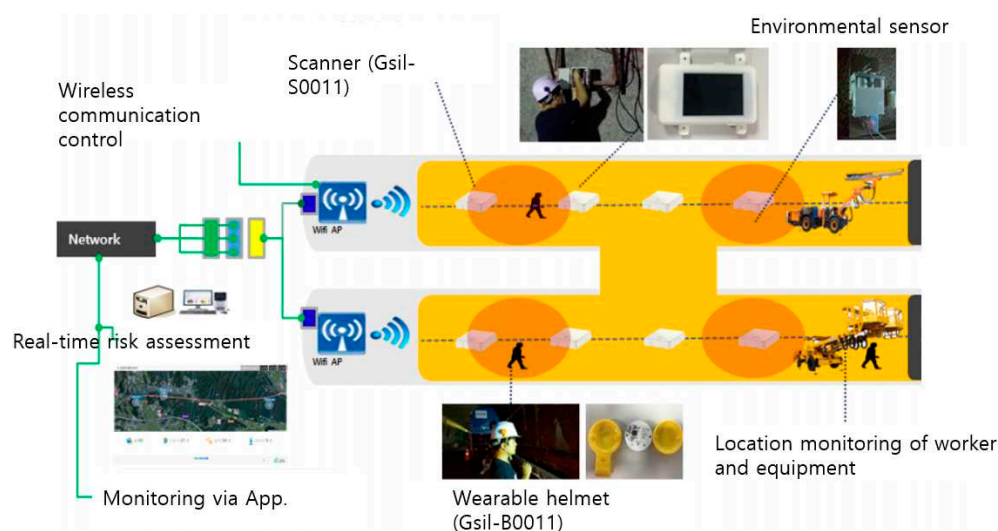 Environmental sensor
Scanner (Gsil-
S0011)
Wireless
communication
control
Wifi AP
Network
Real-time risk assessment
Wifi AP
Location monitoring of worker
and equipment
Monitoring via App.
Wearable helmet
(Gsil-B0011)